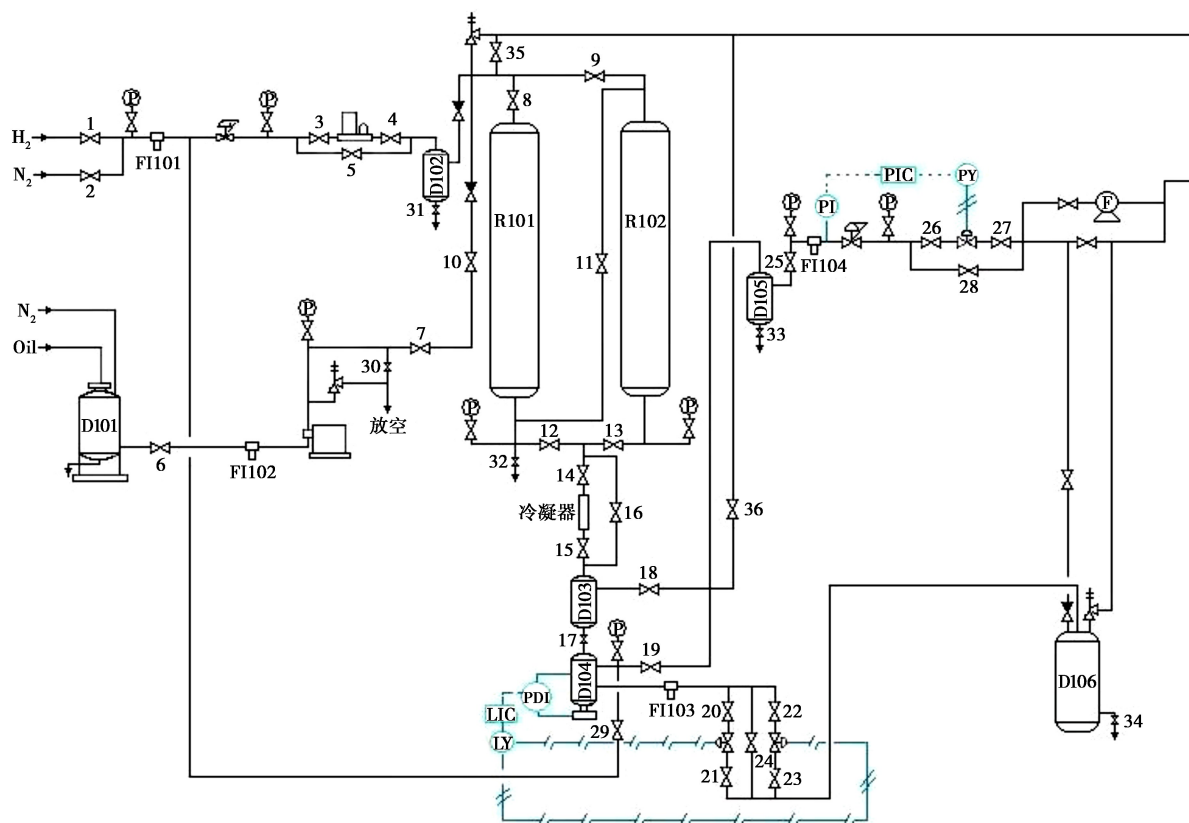 35
9
8
P
P
H₂
1
3
4
FI101
5
N₂
2
D102
31
R101
R102
10
11
P
PI
PIC
PY
P
F
25
FI104
26
27
28
D105
33
N₂
Oil
P
7
30
放空
D101
6
FI102
P
12
13
P
32
14
冷凝器
16
15
36
D103
18
17
P
19
D104
PDI
LIC
LY
FI103
20
22
29
24
21
23
D106
34